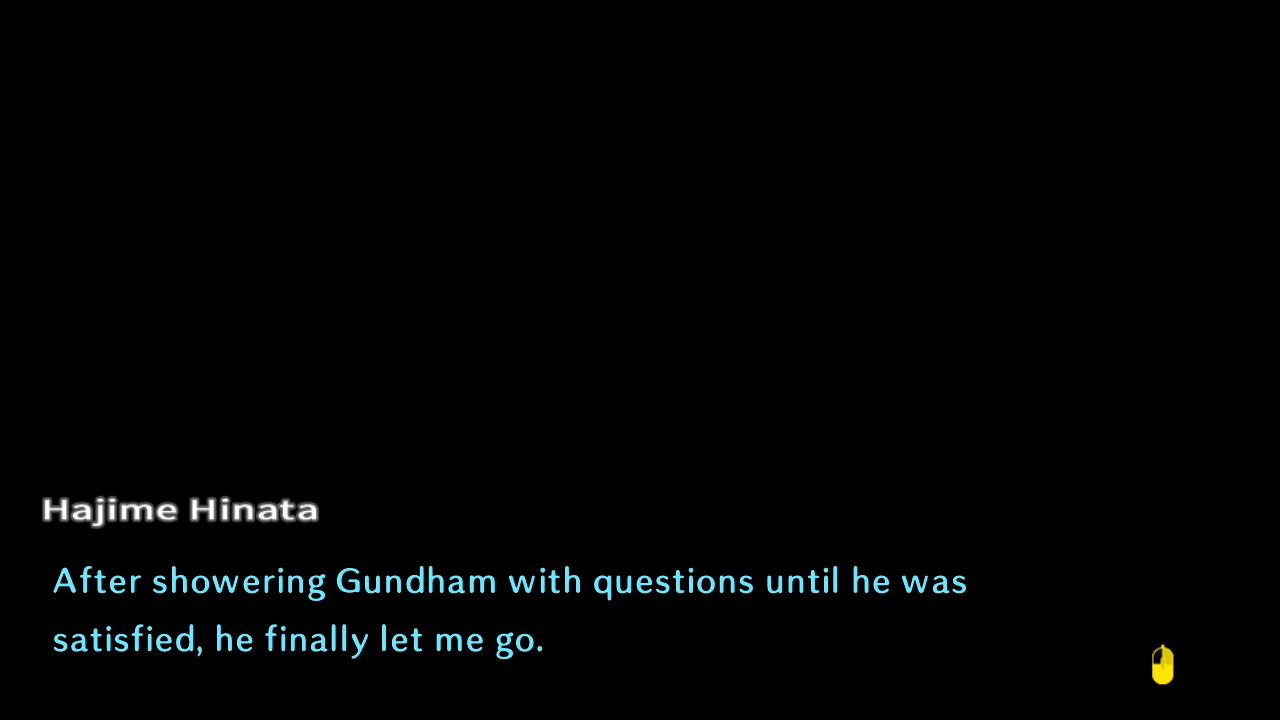 Hajime Hinata
After showering Gundham with questions until he was
satisfied, he finally let me go.